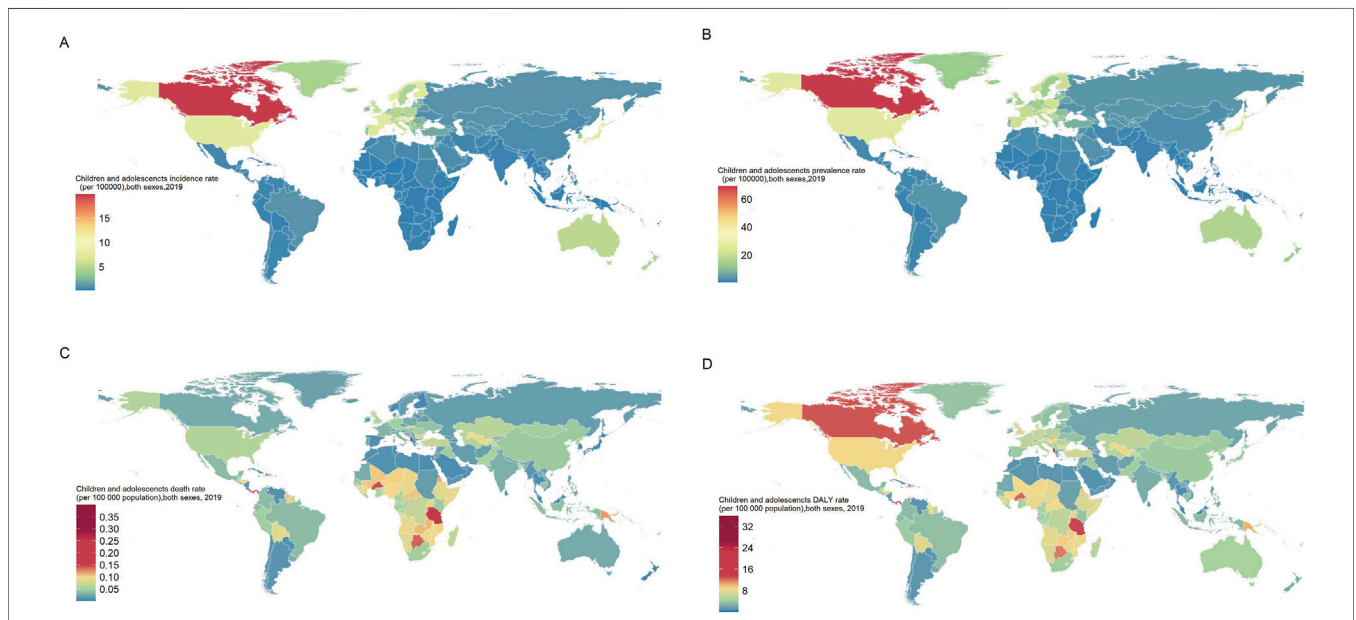 A
Children and adolescencts incidence rate
(per 100000),both sexes,2019
15
10
5
B
Children and adolescencts prevalence rate
(per 100000),both sexes,2019
60
40
20
C
Children and adolescencts death rate
(per 100 000 population),both sexes, 2019
0.35
0.30
0.25
0.20
0.15
0.10
0.05
D
Children and adolescencts DALY rate
(per 100 000 population),both sexes, 2019
32
24
16
8